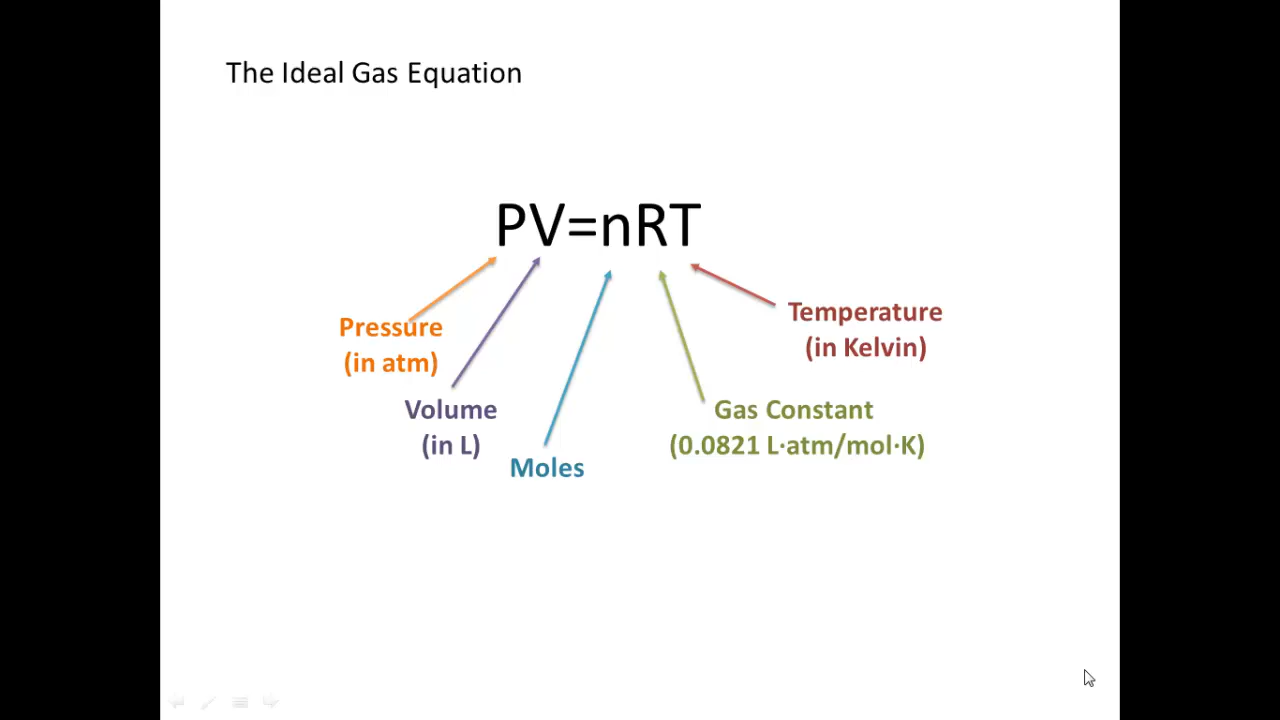 The Ideal Gas Equation
PV=nRT
Pressure
(in atm)
Volume
(in L)
Moles
Gas Constant
(0.0821 L·atm/mol·K)
Temperature
(in Kelvin)